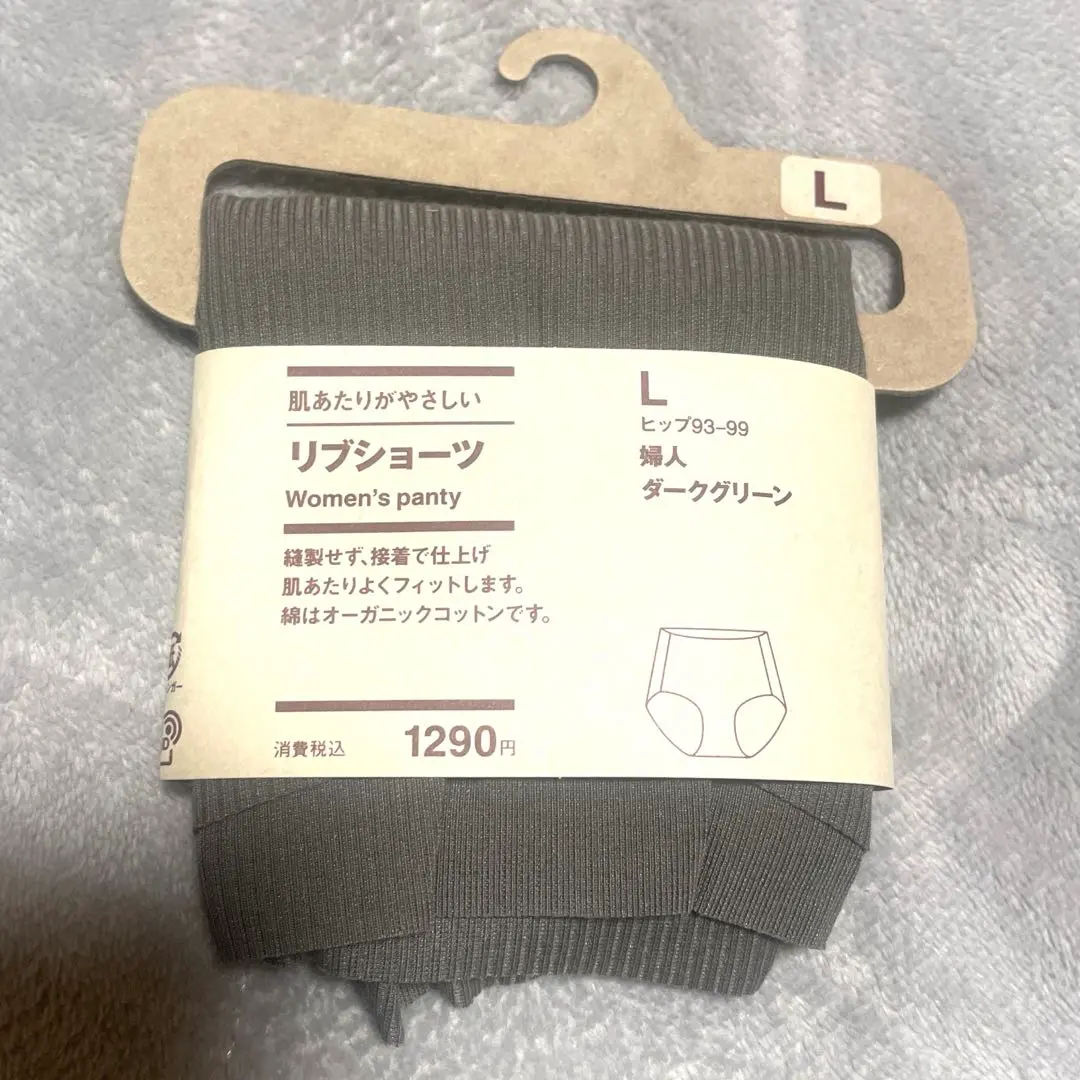 L
肌あたりがやさしい
リブショーツ
Women's panty
縫製せず、接着で仕上げ
肌あたりよくフィットします。
綿はオーガニックコットンです。
消費税込 1290円
L
ヒップ93-99
婦人
ダークグリーン